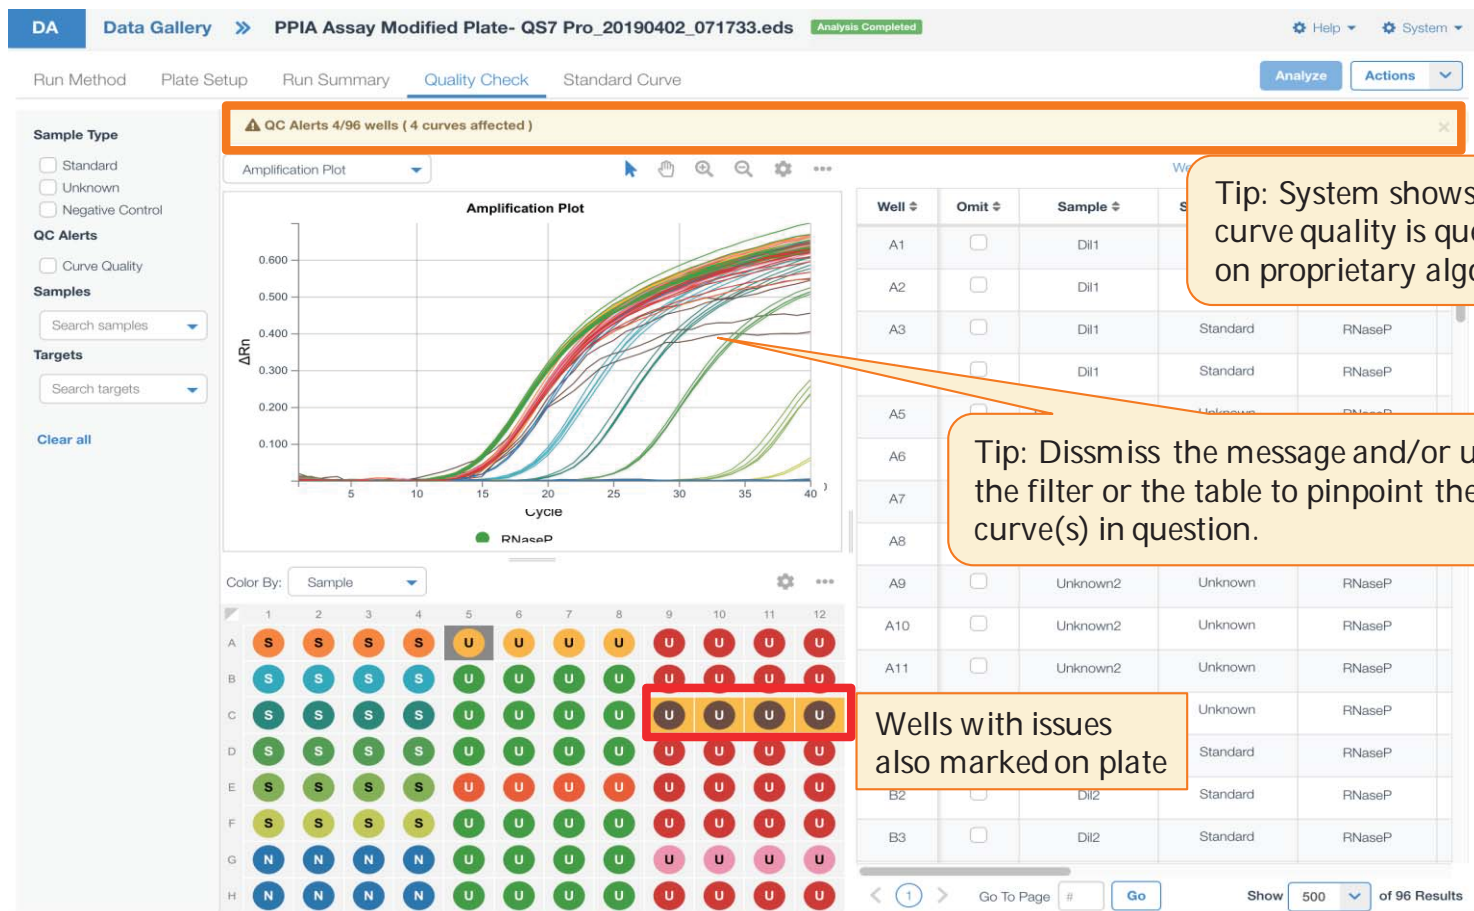 DA Data Gallery » PPIA Assay Modified Plate- QS7 Pro_20190402_071733.eds Analysis Completed Help System
Run Method Plate Setup Run Summary Quality Check Standard Curve Analyze Actions
QC Alerts 4/96 wells ( 4 curves affected )
Sample Type
Standard
Unknown
Negative Control
QC Alerts
Curve Quality
Samples
Search samples
Targets
Search targets
Clear all
Amplification Plot
Amplification Plot
ΔRn
0.600
0.500
0.400
0.300
0.200
0.100
5 10 15 20 25 30 35 40
Cycle
RNaseP
Color By: Sample
1 2 3 4 5 6 7 8 9 10 11 12
A S S S S U U U U U U U U
B S S S S U U U U U U U U
C S S S S U U U U U U U U
D S S S S U U U U U U U U
E S S S S U U U U U U U U
F S S S S U U U U U U U U
G N N N N U U U U U U U U
H N N N N U U U U U U U U
Well Omit Sample
A1 Dil1
A2 Dil1
A3 Dil1 Standard RNaseP
Dil1 Standard RNaseP
A5
A6
A7
A8
A9 Unknown2 Unknown RNaseP
A10 Unknown2 Unknown RNaseP
A11 Unknown2 Unknown RNaseP
Unknown RNaseP
Standard RNaseP
B2 Dil2 Standard RNaseP
B3 Dil2 Standard RNaseP
Tip: System shows
curve quality is
on proprietary
Tip: Dissmiss the message and/or
the filter or the table to pinpoint the
curve(s) in question.
Wells with issues
also marked on plate
< 1 > Go To Page # Go Show 500 of 96 Results